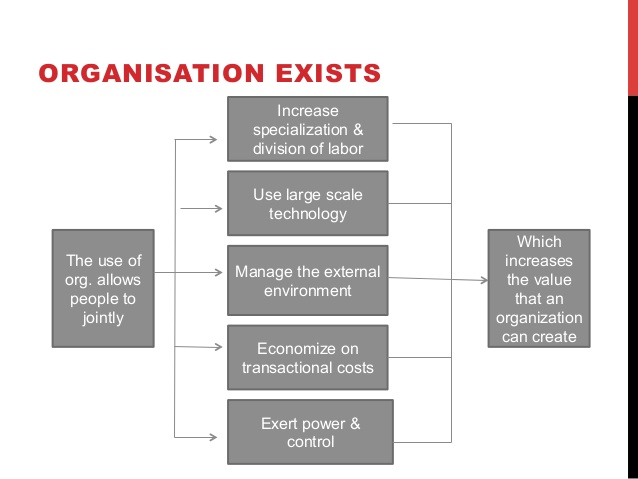 ORGANISATION EXISTS
Increase
specialization &
division of labor
Use large scale
technology
The use of
org. allows
people to
jointly
Manage the external
environment
Which
increases
the value
that an
organization
can create
Economize on
transactional costs
Exert power &
control